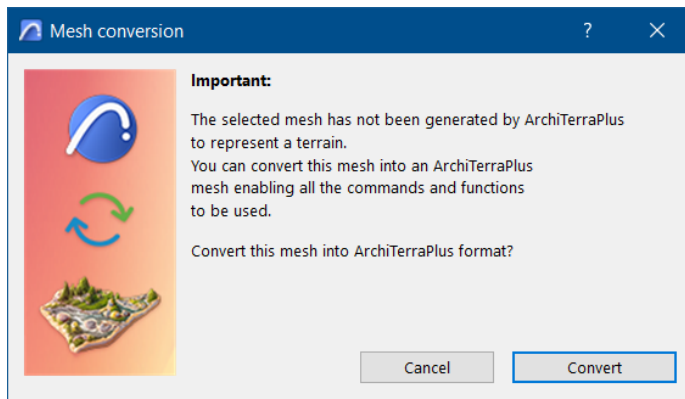 Mesh conversion
Important:
The selected mesh has not been generated by ArchiTerraPlus
to represent a terrain.
You can convert this mesh into an ArchiTerraPlus
mesh enabling all the commands and functions
to be used.
Convert this mesh into ArchiTerraPlus format?
Cancel
Convert